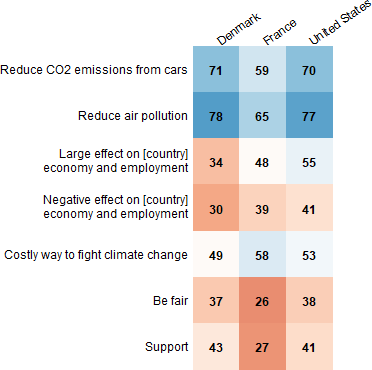 Denmark France United States
Reduce CO2 emissions from cars 71 59 70
Reduce air pollution 78 65 77
Large effect on [country]
economy and employment 34 48 55
Negative effect on [country]
economy and employment 30 39 41
Costly way to fight climate change 49 58 53
Be fair 37 26 38
Support 43 27 41